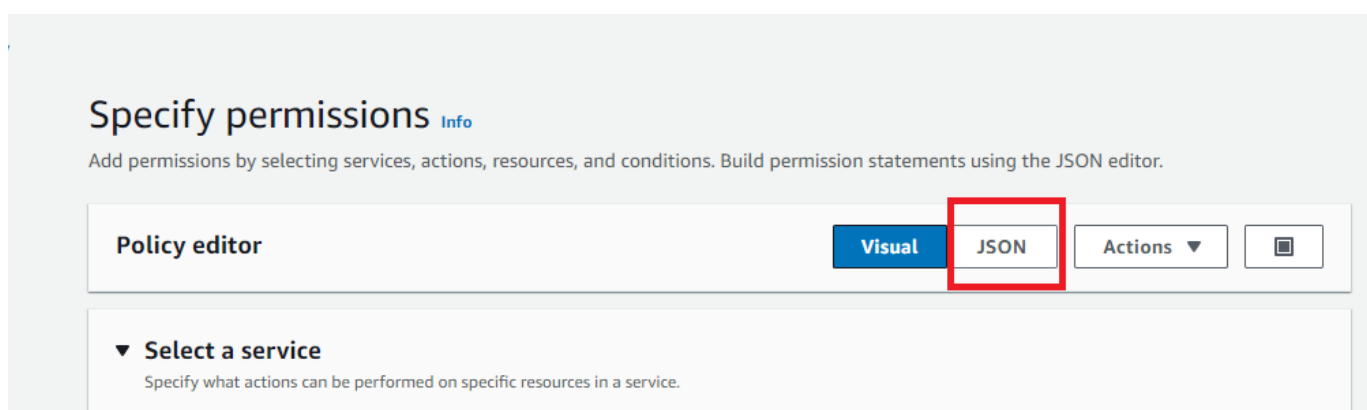 Specify permissions Info
Add permissions by selecting services, actions, resources, and conditions. Build permission statements using the JSON editor.
Policy editor Visual JSON Actions
Select a service
Specify what actions can be performed on specific resources in a service.